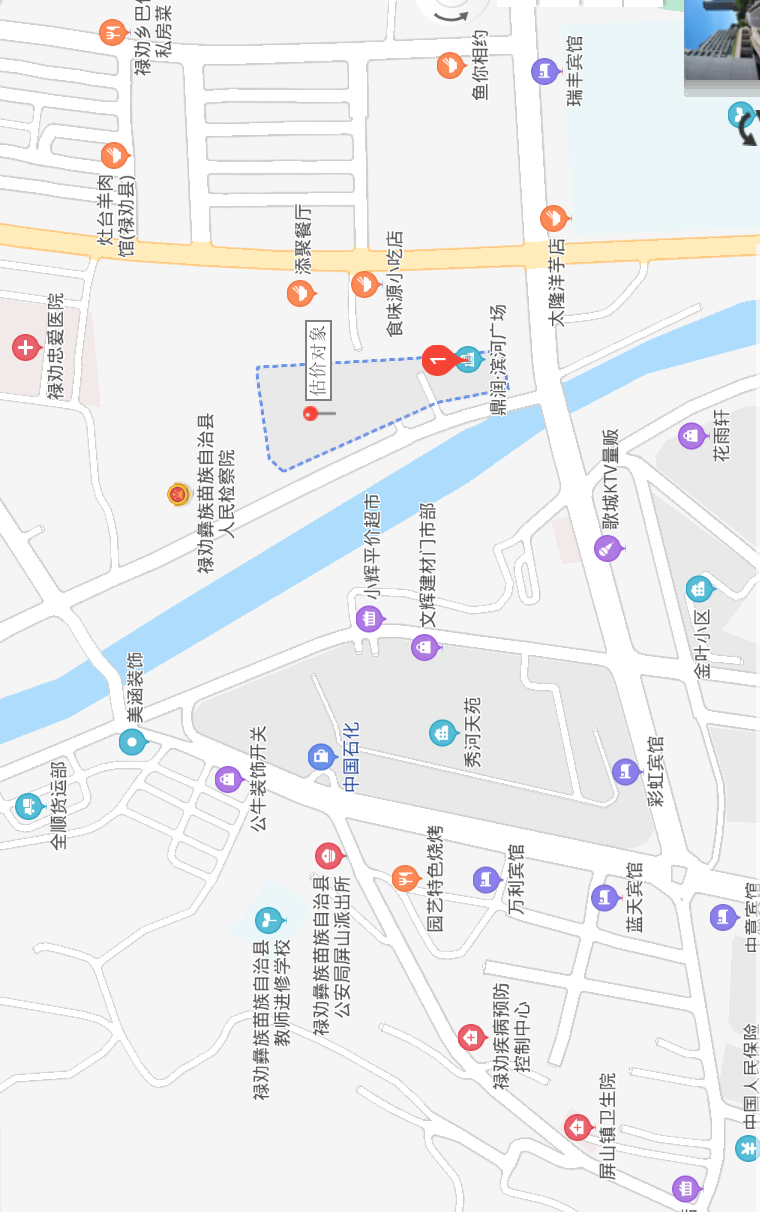 禄劝乡巴
私房菜
灶台羊肉
馆(禄劝县)
添聚餐厅
食味源小吃店
鱼你相约
瑞丰宾馆
太隆洋芋店
禄劝忠爱医院
估价对象
1
鼎润·滨河广场
禄劝彝族苗族自治县
人民检察院
小辉平价超市
文辉建材门市部
歌城KTV量贩
花雨轩
金叶小区
美涵装饰
全顺货运部
公牛装饰开关
中国石化
秀河天苑
彩虹宾馆
禄劝彝族苗族自治县
教师进修学校
禄劝彝族苗族自治县
公安局屏山派出所
园艺特色烧烤
万利宾馆
蓝天宾馆
中意宾馆
禄劝疾病预防
控制中心
屏山镇卫生院
中国人民保险